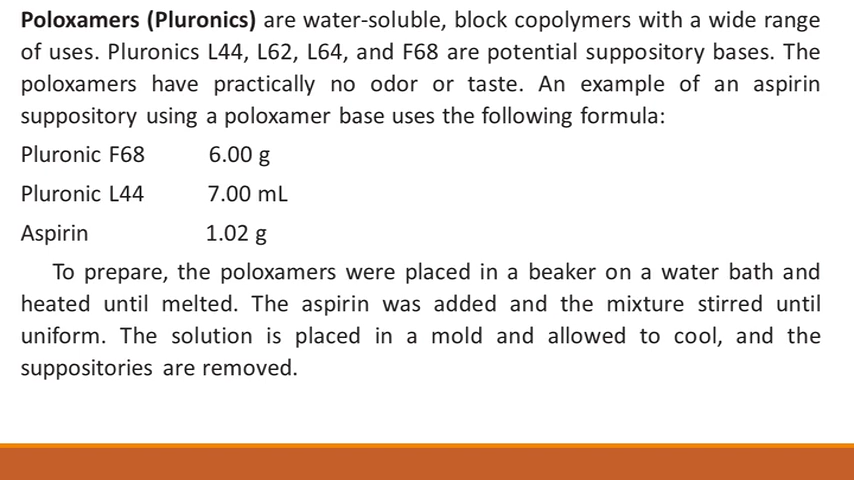 Poloxamers (Pluronics) are water-soluble, block copolymers with a wide range
of uses. Pluronics L44, L62, L64, and F68 are potential suppository bases. The
poloxamers have practically no odor or taste. An example of an aspirin
suppository using a poloxamer base uses the following formula:
Pluronic F68 6.00 g
Pluronic L44 7.00 mL
Aspirin 1.02 g
To prepare, the poloxamers were placed in a beaker on a water bath and
heated until melted. The aspirin was added and the mixture stirred until
uniform. The solution is placed in a mold and allowed to cool, and the
suppositories are removed.